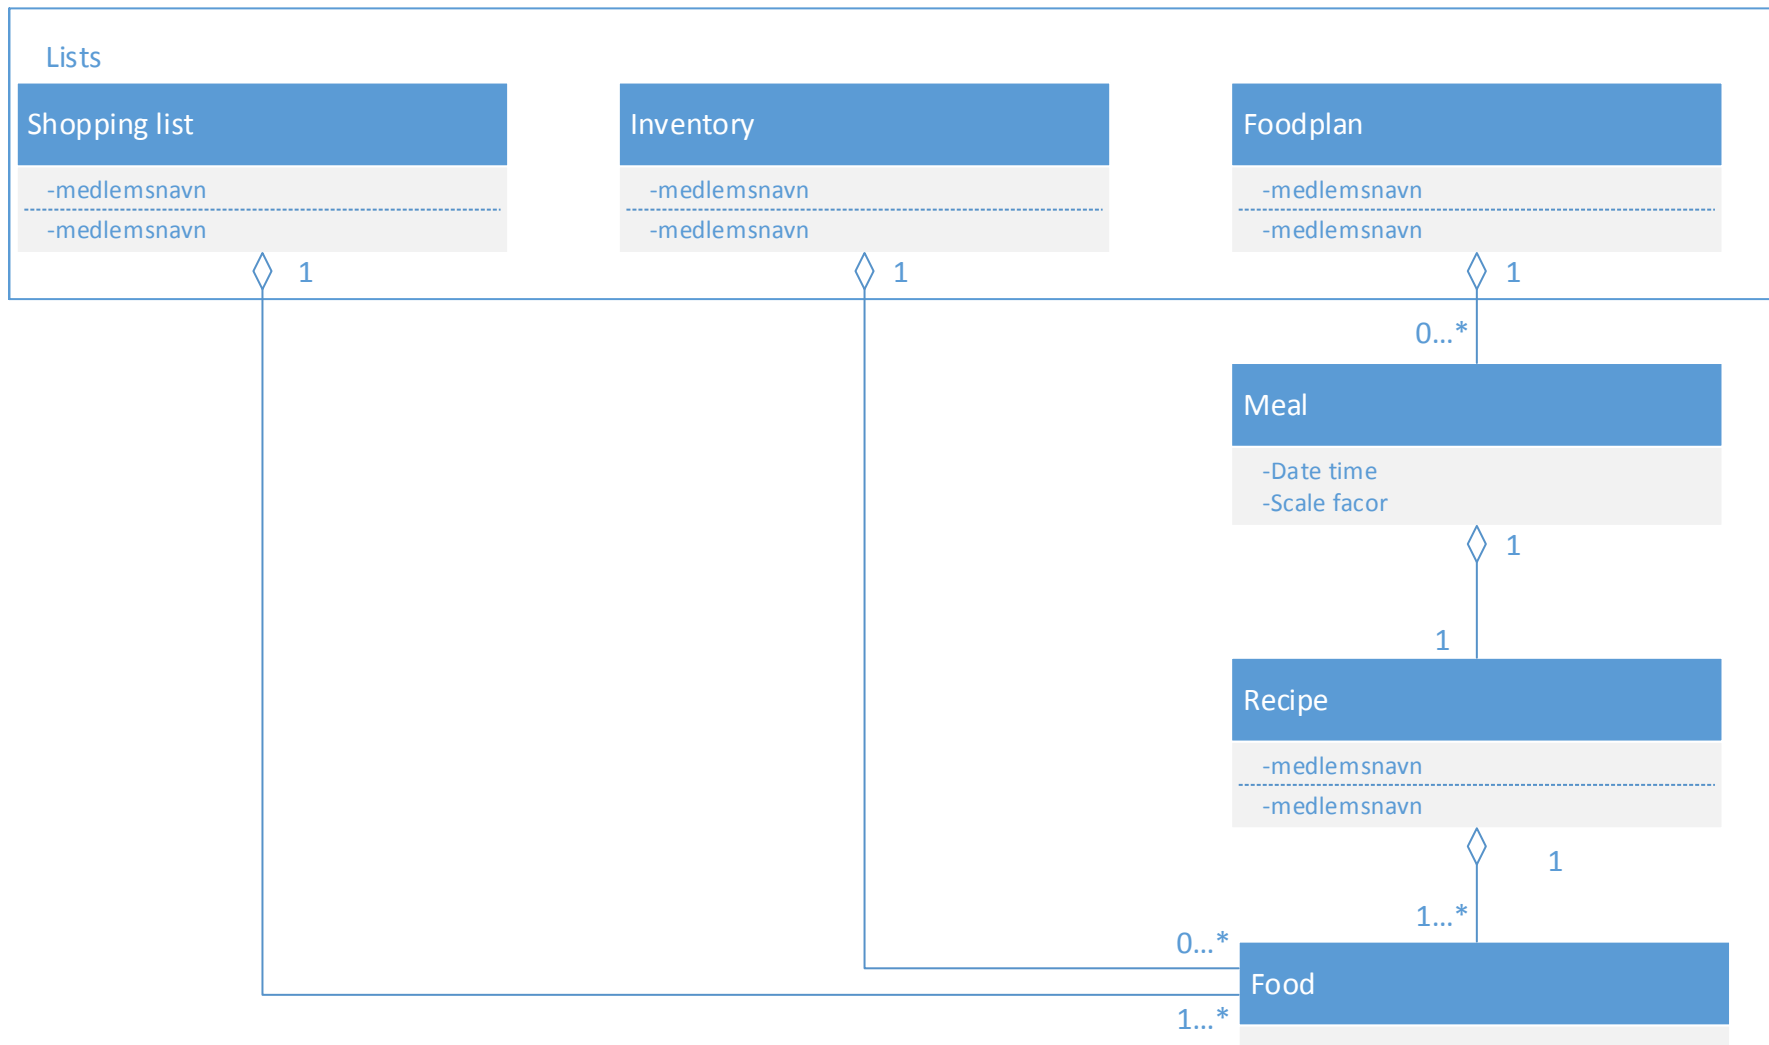 Lists
Shopping list
-medlemsnavn
-medlemsnavn
1
Inventory
-medlemsnavn
-medlemsnavn
1
Foodplan
-medlemsnavn
-medlemsnavn
1
0...*
Meal
-Date time
-Scale facor
1
1
Recipe
-medlemsnavn
-medlemsnavn
1
1...*
0...*
Food
1...*